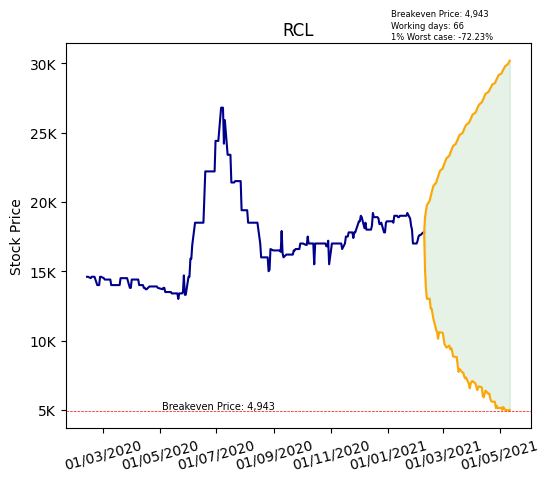 Breakeven Price: 4,943
Working days: 66
1% Worst case: -72.23%
RCL
Stock Price
30K
25K
20K
15K
10K
5K
Breakeven Price: 4,943
01/03/2020
01/05/2020
01/07/2020
01/09/2020
01/11/2020
01/01/2021
01/03/2021
01/05/2021